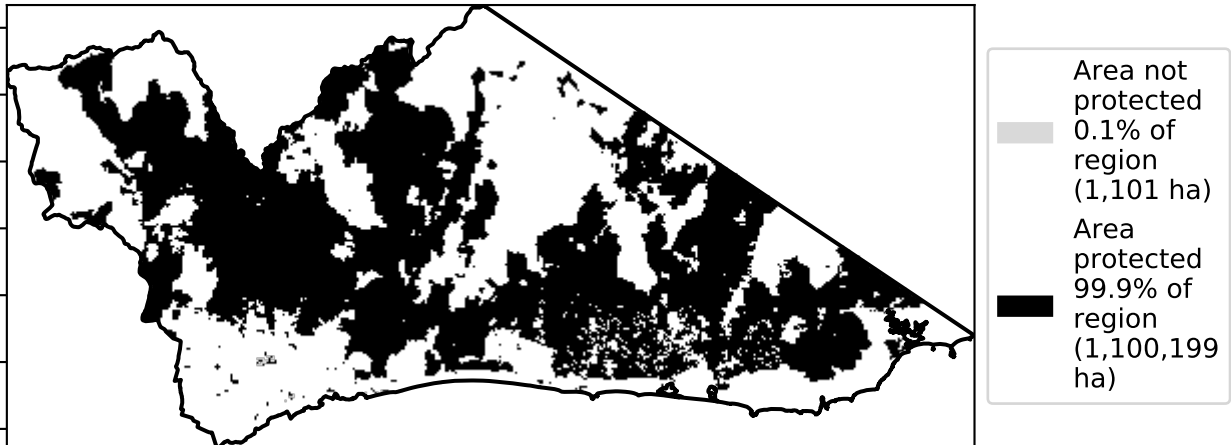 Area not
protected
0.1% of
region
(1,101 ha)
Area
protected
99.9% of
region
(1,100,199
ha)